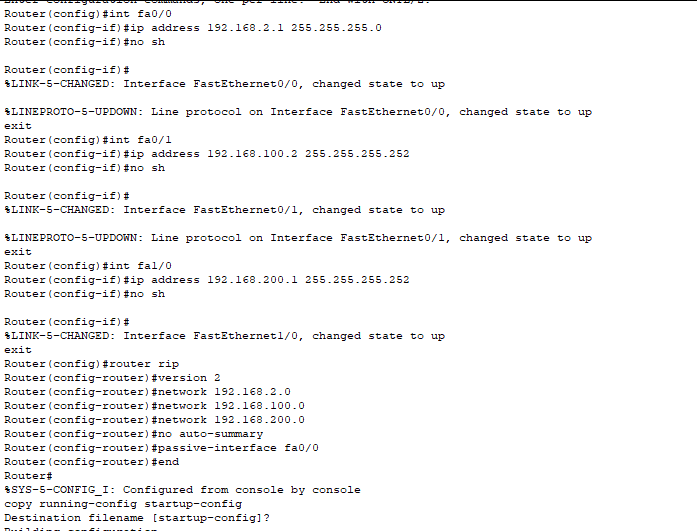 Router(config)#int fa0/0
Router(config-if)#ip address 192.168.2.1 255.255.255.0
Router(config-if)#no sh
Router(config-if)#
%LINK-5-CHANGED: Interface FastEthernet0/0, changed state to up
%LINEPROTO-5-UPDOWN: Line protocol on Interface FastEthernet0/0, changed state to up
exit
Router(config)#int fa0/1
Router(config-if)#ip address 192.168.100.2 255.255.255.252
Router(config-if)#no sh
Router(config-if)#
%LINK-5-CHANGED: Interface FastEthernet0/1, changed state to up
%LINEPROTO-5-UPDOWN: Line protocol on Interface FastEthernet0/1, changed state to up
exit
Router(config)#int fa1/0
Router(config-if)#ip address 192.168.200.1 255.255.255.252
Router(config-if)#no sh
Router(config-if)#
%LINK-5-CHANGED: Interface FastEthernet1/0, changed state to up
exit
Router(config)#router rip
Router(config-router)#version 2
Router(config-router)#network 192.168.2.0
Router(config-router)#network 192.168.100.0
Router(config-router)#network 192.168.200.0
Router(config-router)#no auto-summary
Router(config-router)#passive-interface fa0/0
Router(config-router)#end
Router#
%SYS-5-CONFIG_I: Configured from console by console
copy running-config startup-config
Destination filename [startup-config]?